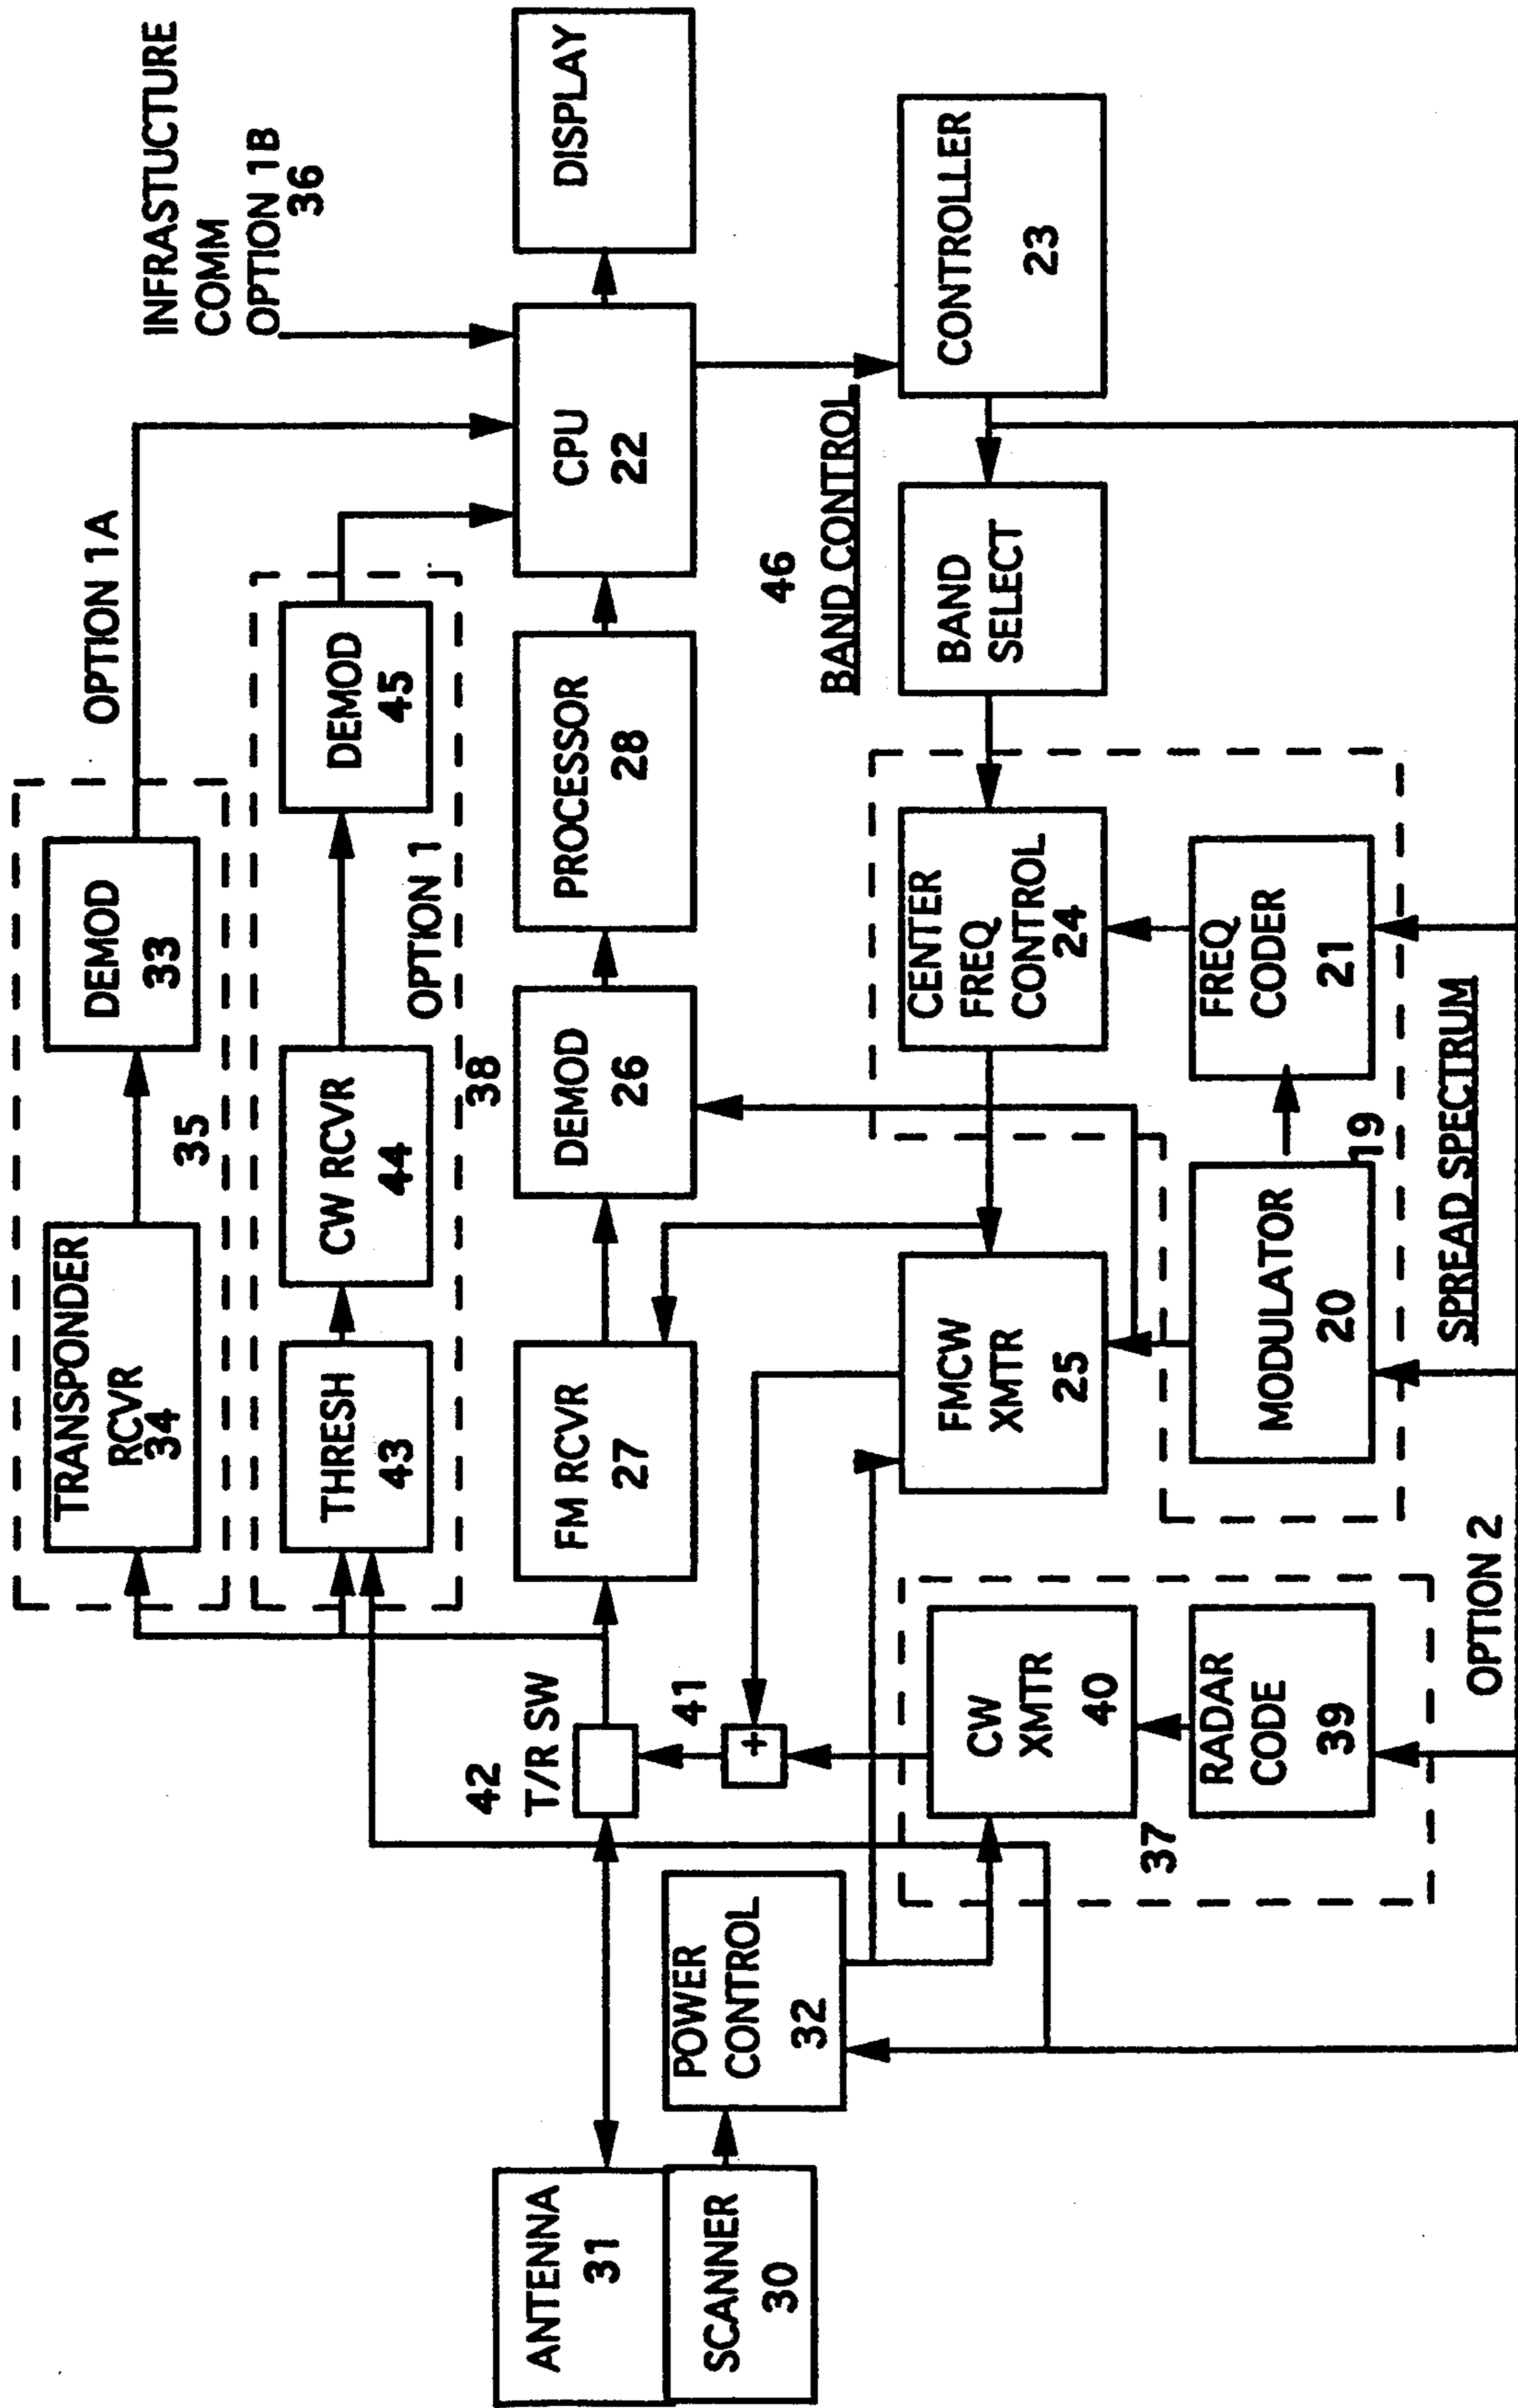 INFRASTUCTURE
COMM
OPTION 1B
36
OPTION 1A
TRANSPONDER
RCVR
34
DEMOD
33
35
THRESH
43
CW RCVR
44
DEMOD
45
OPTION 1
38
ANTENNA
31
42
T/R SW
FM RCVR
27
DEMOD
26
PROCESSOR
28
CPU
22
DISPLAY
SCANNER
30
POWER
CONTROL
32
41
+
46
BAND CONTROL
CW
XMTR
40
FMCW
XMTR
25
CENTER
FREQ
CONTROL
24
BAND
SELECT
CONTROLLER
23
37
RADAR
CODE
39
MODULATOR
20
FREQ
CODER
21
19
OPTION 2
SPREAD SPECTRUM